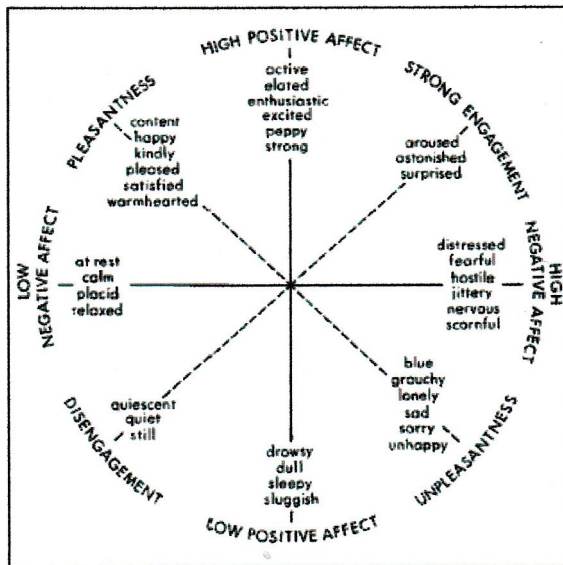 HIGH POSITIVE AFFECT
active
elated
enthusiastic
excited
peppy
strong
STRONG ENGAGEMENT
aroused
astonished
surprised
HIGH
NEGATIVE AFFECT
distressed
fearful
hostile
jittery
nervous
scornful
UNPLEASANTNESS
blue
grouchy
lonely
sad
sorry
unhappy
LOW POSITIVE AFFECT
drowsy
dull
sleepy
sluggish
DISENGAGEMENT
quiescent
quiet
still
LOW
NEGATIVE AFFECT
at rest
calm
placid
relaxed
PLEASANTNESS
content
happy
kindly
pleased
satisfied
warmhearted